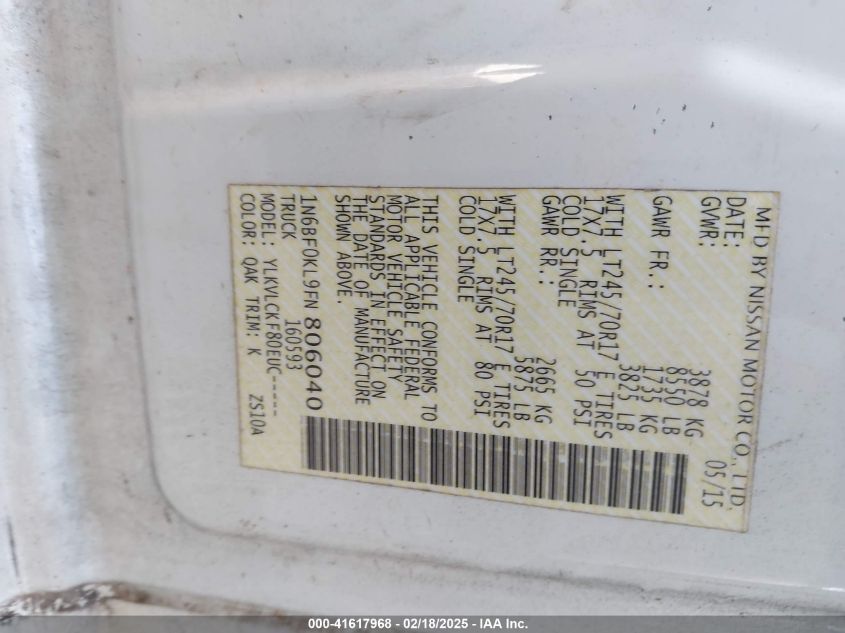 MFD BY NISSAN MOTOR CO., LTD.
DATE: 05/15
GVWR: 3878 KG
8550 LB
GAWR FR.: 1735 KG
3825 LB
WITH LT245/70R17 E TIRES
17X7.5 RIMS AT 50 PSI
COLD SINGLE
GAWR RR.: 2665 KG
5875 LB
WITH LT245/70R17 E TIRES
17X7.5 RIMS AT 80 PSI
COLD SINGLE
THIS VEHICLE CONFORMS TO
ALL APPLICABLE FEDERAL
MOTOR VEHICLE SAFETY
STANDARDS IN EFFECT ON
THE DATE OF MANUFACTURE
SHOWN ABOVE.
1N6BF0KL9FN806040
TRUCK 160593
MODEL: YLKVLCKF80EUC-----
COLOR: QAK TRIM: K ZS10A
000-41617968 - 02/18/2025 - IAA Inc.